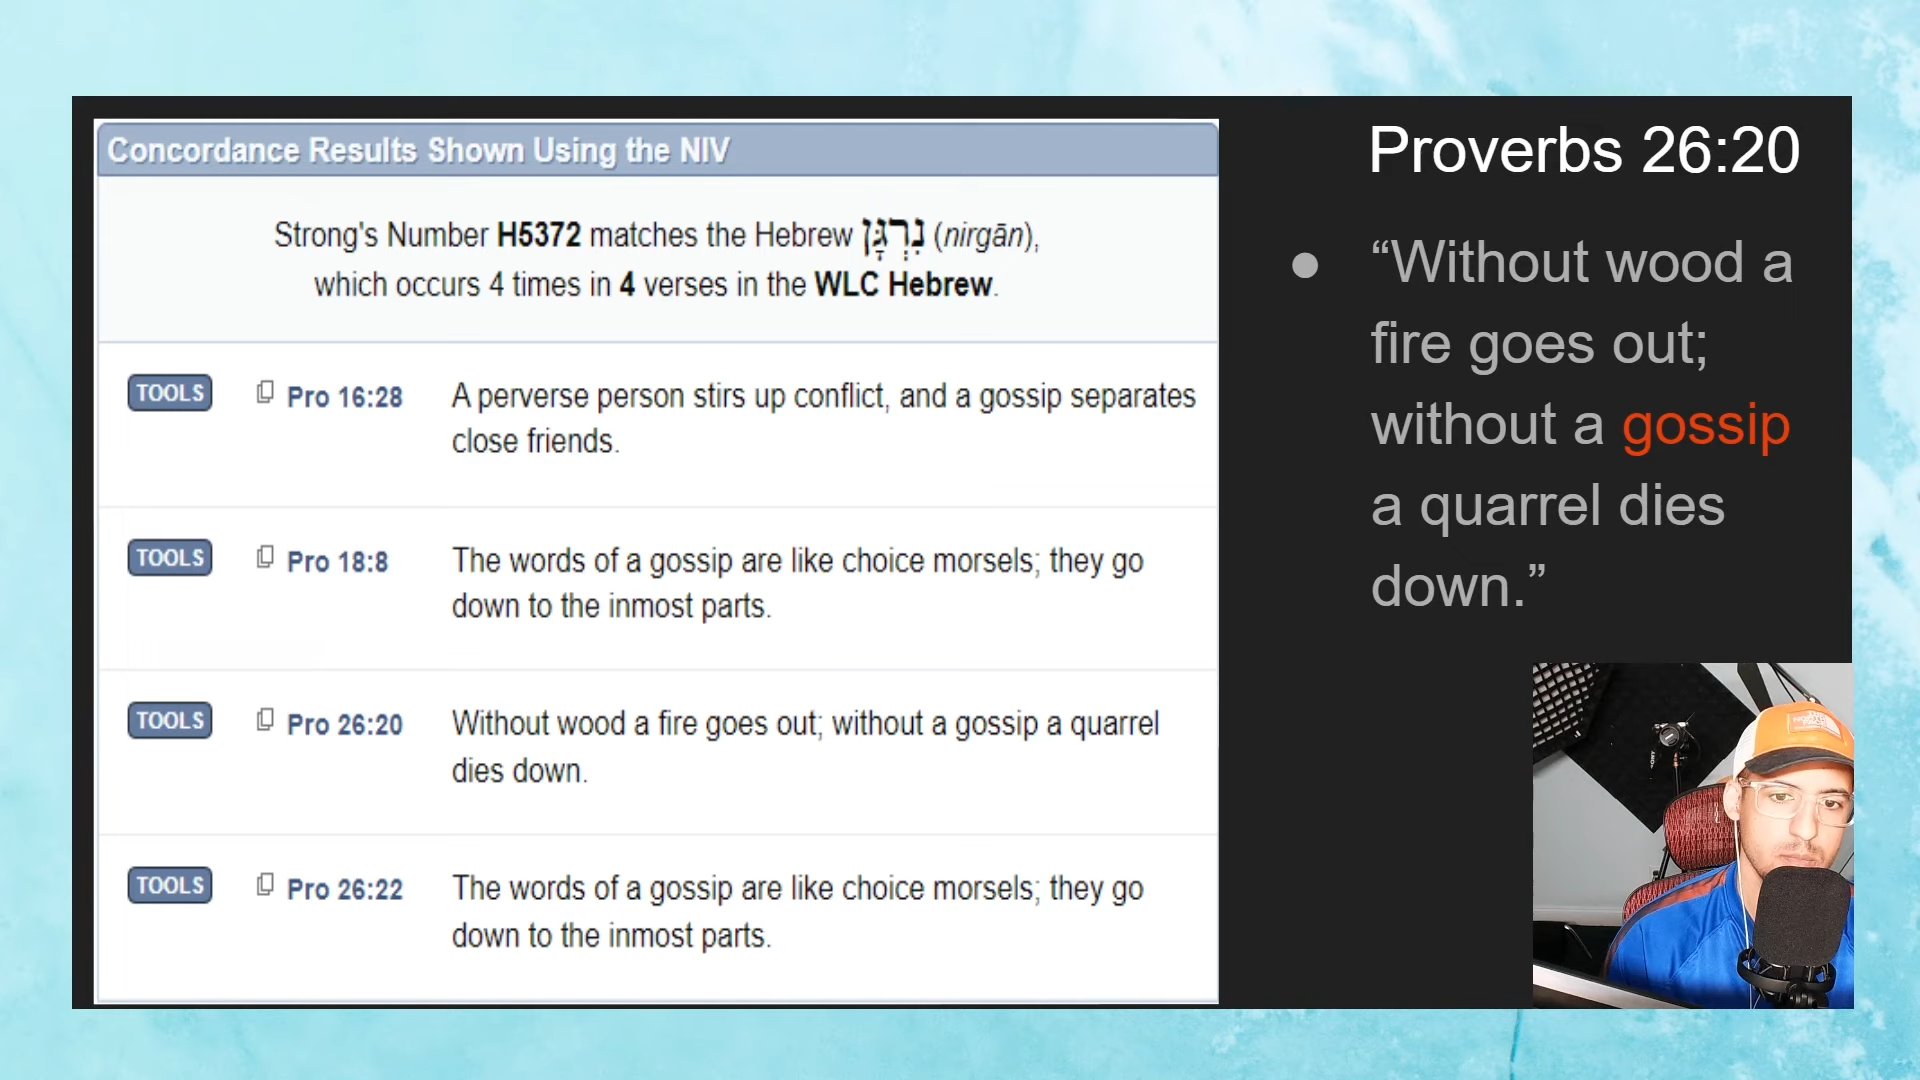 Concordance Results Shown Using the NIV
Strong's Number H5372 matches the Hebrew נִרְגָּן (nirgān),
which occurs 4 times in 4 verses in the WLC Hebrew.
TOOLS Pro 16:28 A perverse person stirs up conflict, and a gossip separates
close friends.
TOOLS Pro 18:8 The words of a gossip are like choice morsels; they go
down to the inmost parts.
TOOLS Pro 26:20 Without wood a fire goes out; without a gossip a quarrel
dies down.
TOOLS Pro 26:22 The words of a gossip are like choice morsels; they go
down to the inmost parts.
Proverbs 26:20
● “Without wood a
fire goes out;
without a gossip
a quarrel dies
down.”